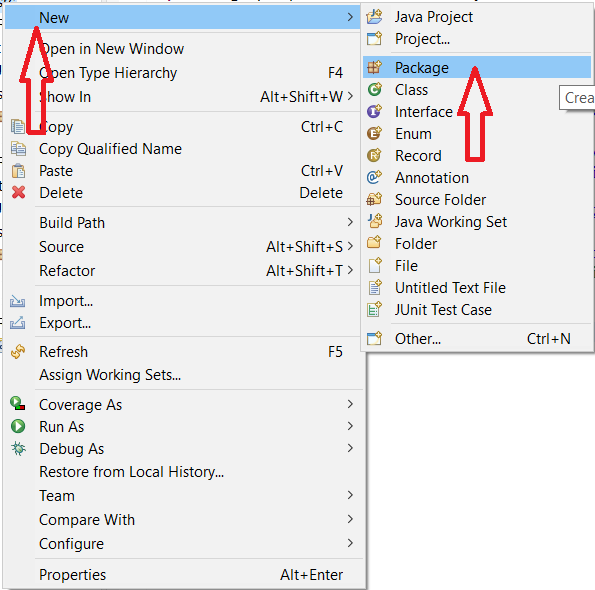 New
Open in New Window
Open Type Hierarchy F4
Show In Alt+Shift+W
Copy Ctrl+C
Copy Qualified Name
Paste Ctrl+V
Delete Delete
Build Path
Source Alt+Shift+S
Refactor Alt+Shift+T
Import...
Export...
Refresh F5
Assign Working Sets...
Coverage As
Run As
Debug As
Restore from Local History...
Team
Compare With
Configure
Properties Alt+Enter
Java Project
Project...
Package
Class
Crea
Interface
Enum
Record
Annotation
Source Folder
Java Working Set
Folder
File
Untitled Text File
JUnit Test Case
Other... Ctrl+N